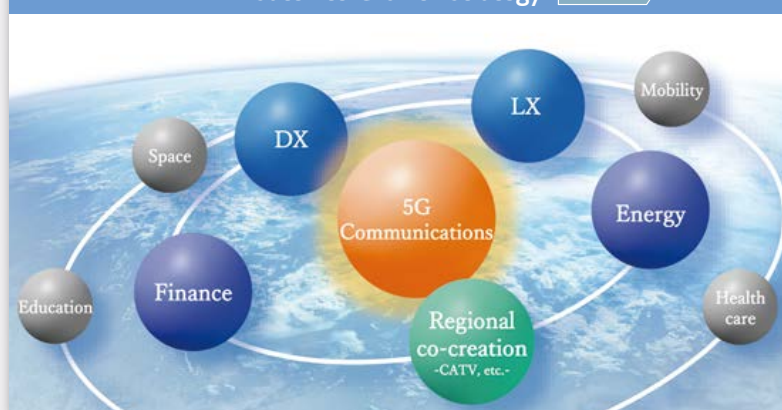 LX
Mobility
DX
Space
5G
Communications
Energy
Finance
Education
Health
care
Regional
co-creation
-CATV, etc.-